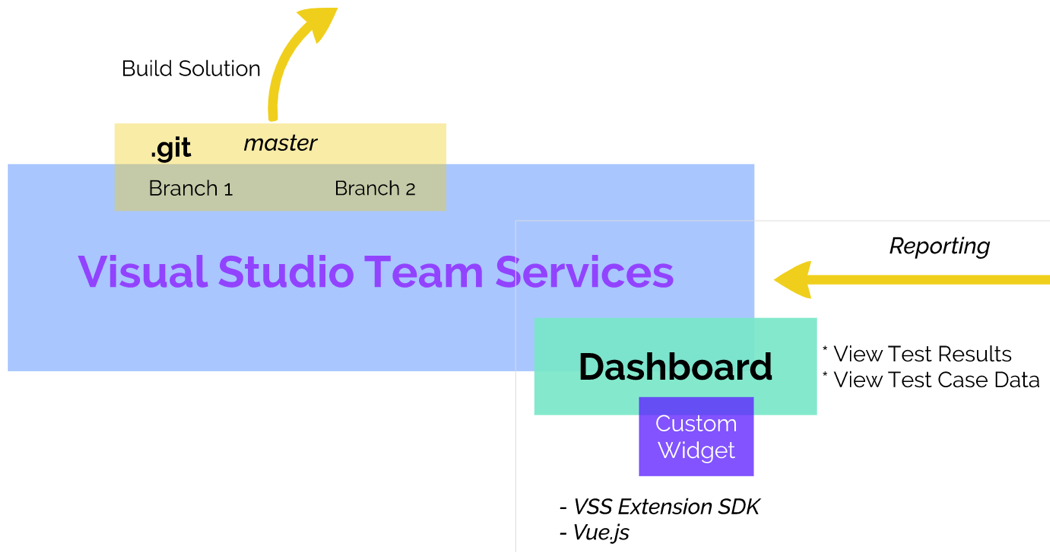 Build Solution
.git master
Branch 1 Branch 2
Visual Studio Team Services
Reporting
Dashboard
* View Test Results
* View Test Case Data
Custom
Widget
- VSS Extension SDK
- Vue.js